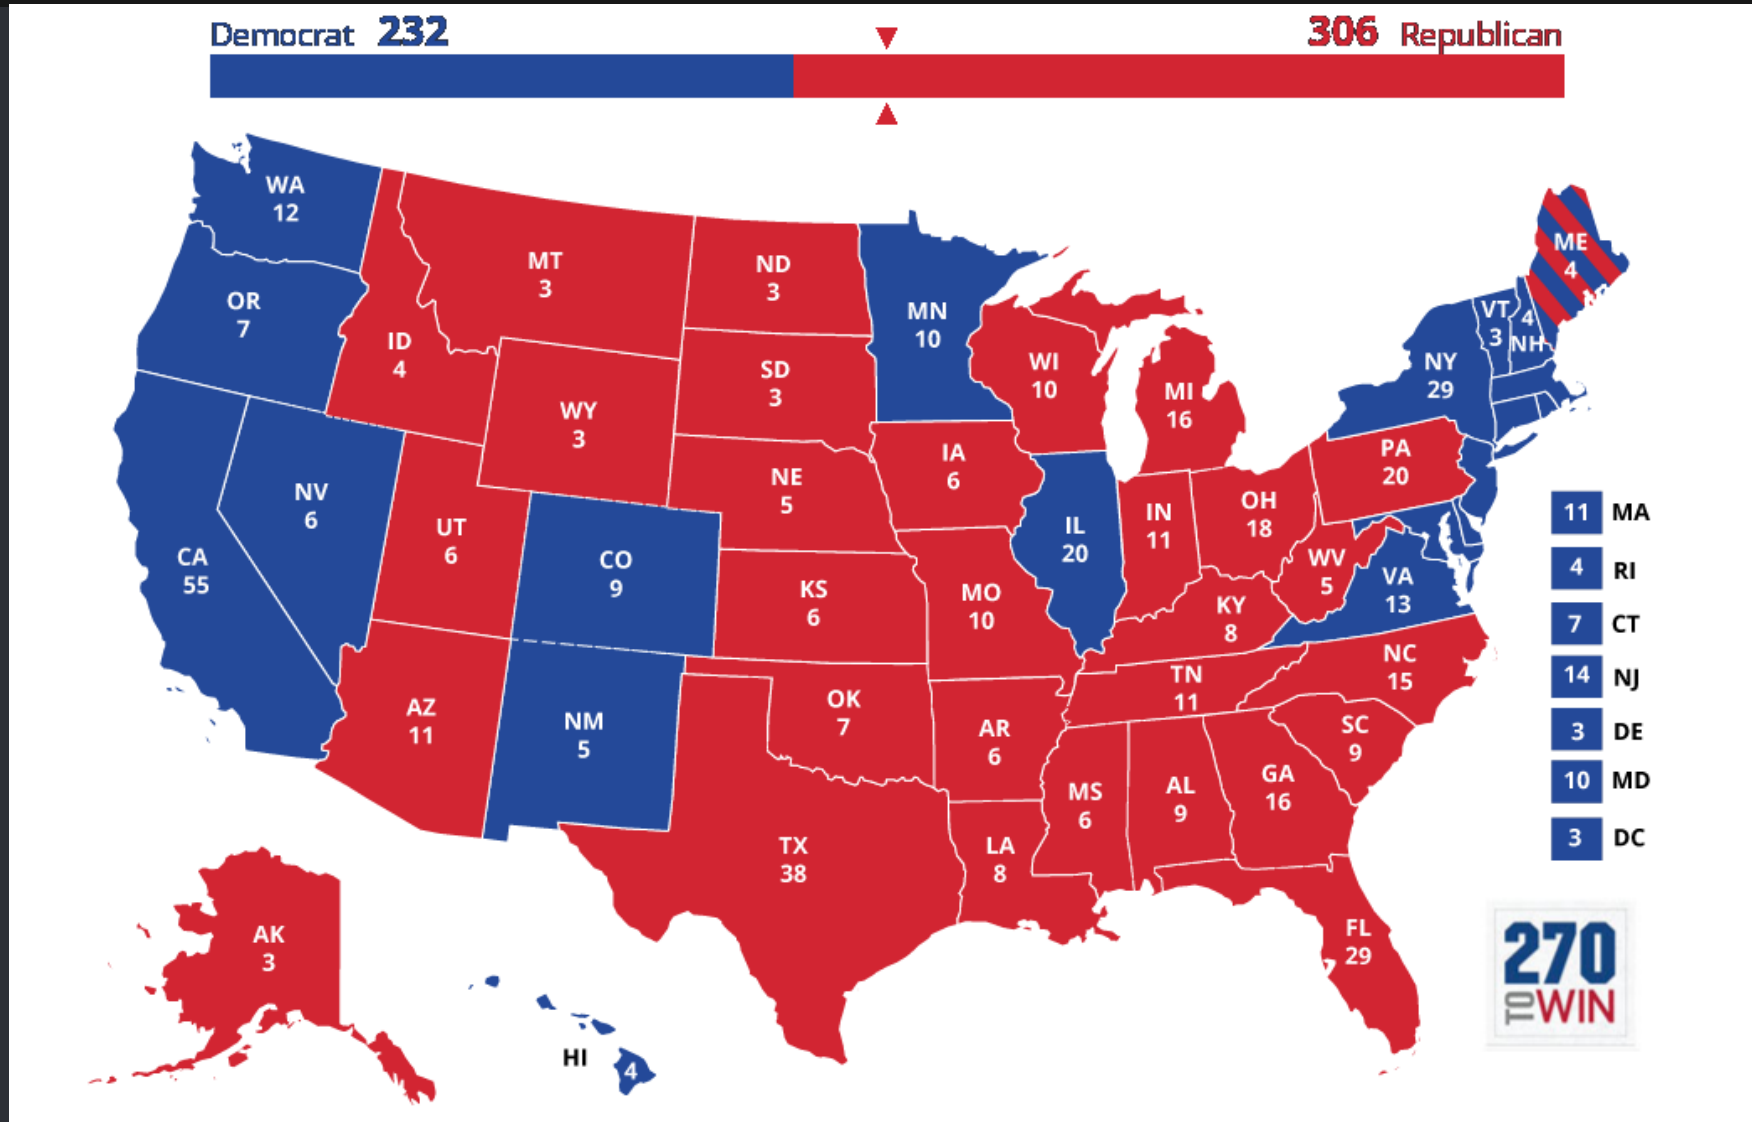 Democrat 232
306 Republican
WA
12
OR
7
CA
55
NV
6
ID
4
MT
3
WY
3
UT
6
AZ
11
CO
9
NM
5
ND
3
SD
3
NE
5
KS
6
OK
7
TX
38
MN
10
IA
6
MO
10
AR
6
LA
8
WI
10
IL
20
MI
16
IN
11
OH
18
KY
8
TN
11
MS
6
AL
9
GA
16
FL
29
SC
9
NC
15
VA
13
WV
5
PA
20
NY
29
VT
3
4
NH
ME
4
AK
3
HI
4
11 MA
4 RI
7 CT
14 NJ
3 DE
10 MD
3 DC
270
TO WIN